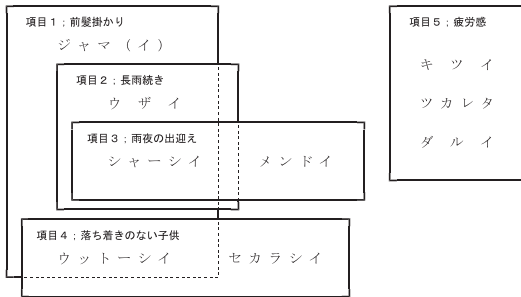 項目１；前髪掛かり
ジャマ（イ）
項目２；長雨続き
ウザイ
項目３；雨夜の出迎え
シャーシイ　メンドイ
項目４；落ち着きのない子供
ウットーシイ　セカラシイ
項目５；疲労感
キツイ
ツカレタ
ダルイ